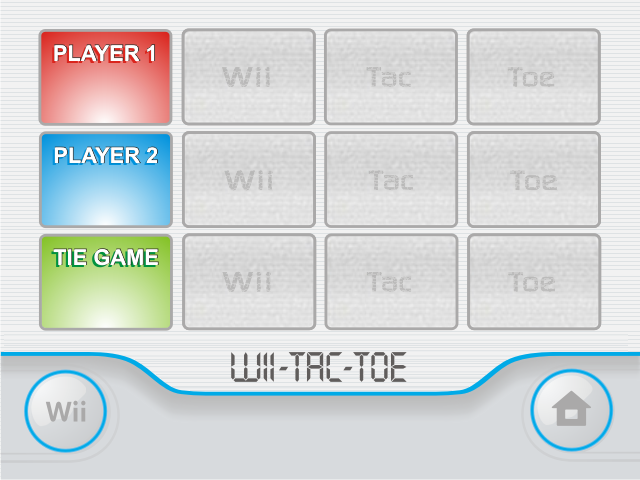 PLAYER 1 Wii Tac Toe
PLAYER 2 Wii Tac Toe
TIE GAME Wii Tac Toe
WII-TAC-TOE
Wii